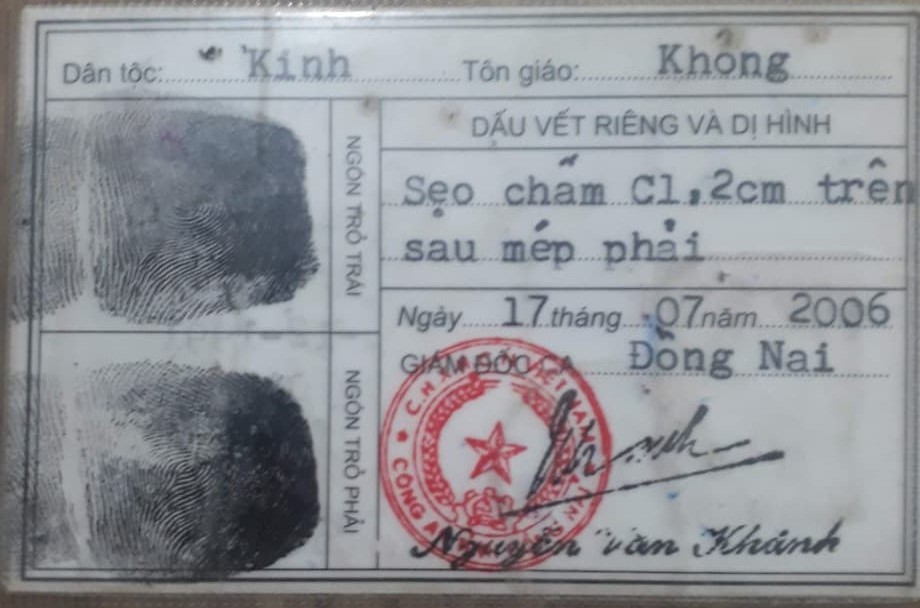 Dân tộc: Kinh Tôn giáo: Không
NGÓN TRỎ TRÁI
DẤU VẾT RIÊNG VÀ DỊ HÌNH
Sẹo chấm C1,2cm trên
sau mép phải
Ngày 17 tháng 07 năm 2006
GIÁM ĐỐC CA Đồng Nai
NGÓN TRỎ PHẢI
Nguyễn Văn Khánh